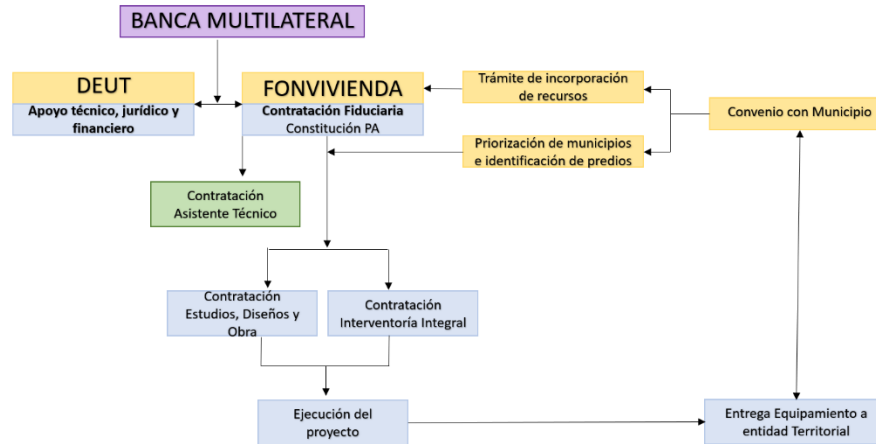 BANCA MULTILATERAL
DEUT
Apoyo técnico, jurídico y
financiero
FONVIVIENDA
Contratación Fiduciaria
Constitución PA
Trámite de incorporación
de recursos
Convenio con Municipio
Priorización de municipios
e identificación de predios
Contratación
Asistente Técnico
Contratación
Estudios, Diseños y
Obra
Contratación
Interventoría Integral
Ejecución del
proyecto
Entrega Equipamiento a
entidad Territorial